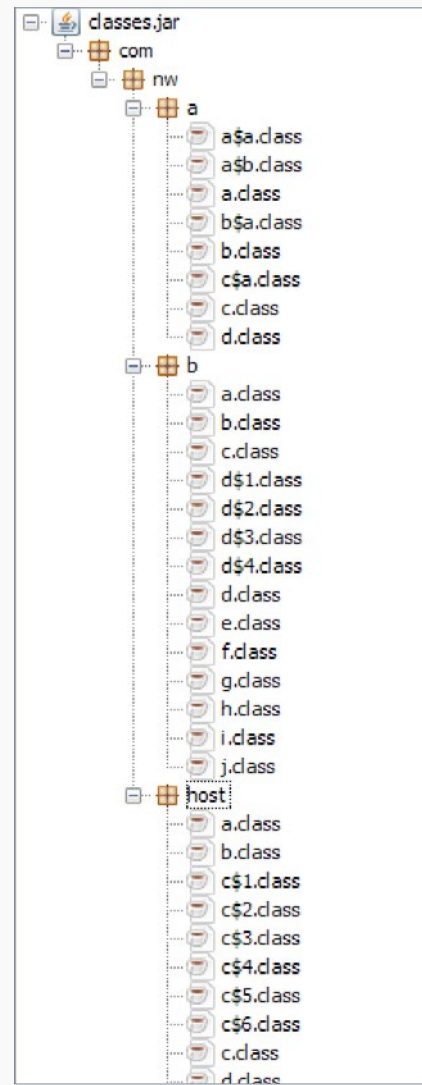 classes.jar
com
nw
a
a$a.class
a$b.class
a.class
b$a.class
b.class
c$a.class
c.class
d.class
b
a.class
b.class
c.class
d$1.class
d$2.class
d$3.class
d$4.class
d.class
e.class
f.class
g.class
h.class
i.class
j.class
host
a.class
b.class
c$1.class
c$2.class
c$3.class
c$4.class
c$5.class
c$6.class
c.class
d.class